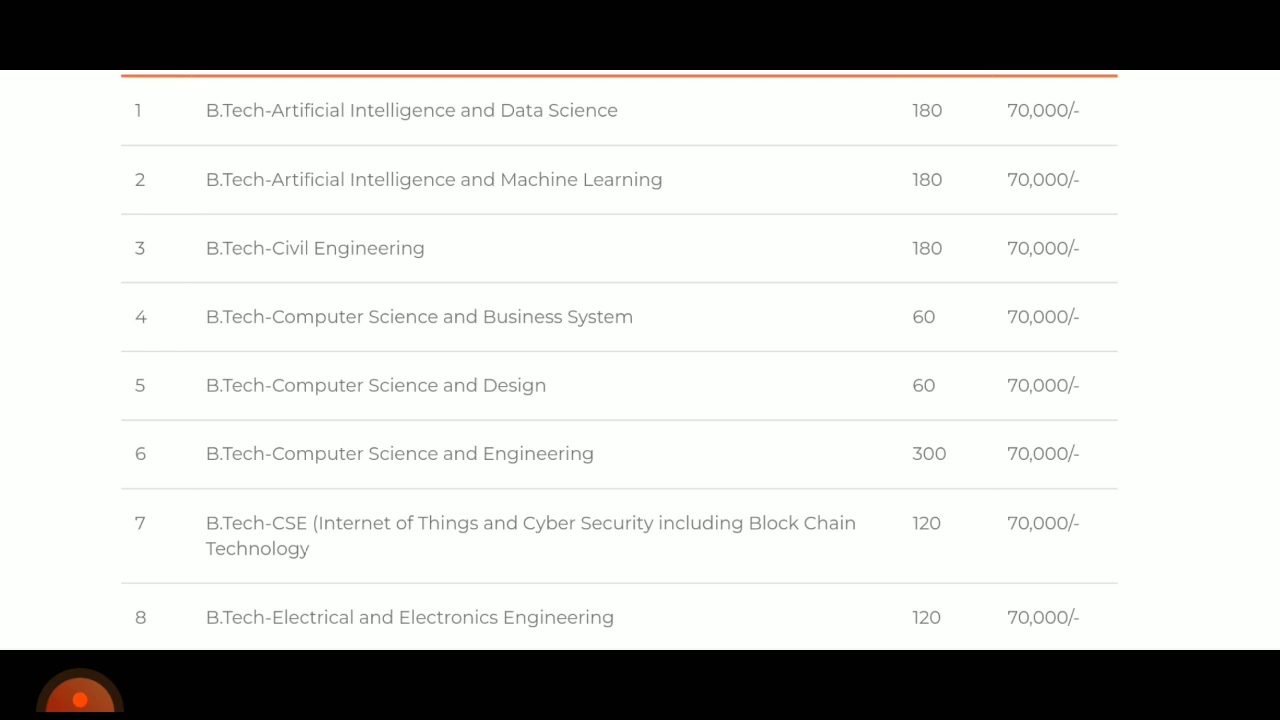 1 B.Tech-Artificial Intelligence and Data Science 180 70,000/-
2 B.Tech-Artificial Intelligence and Machine Learning 180 70,000/-
3 B.Tech-Civil Engineering 180 70,000/-
4 B.Tech-Computer Science and Business System 60 70,000/-
5 B.Tech-Computer Science and Design 60 70,000/-
6 B.Tech-Computer Science and Engineering 300 70,000/-
7 B.Tech-CSE (Internet of Things and Cyber Security including Block Chain 120 70,000/-
Technology
8 B.Tech-Electrical and Electronics Engineering 120 70,000/-